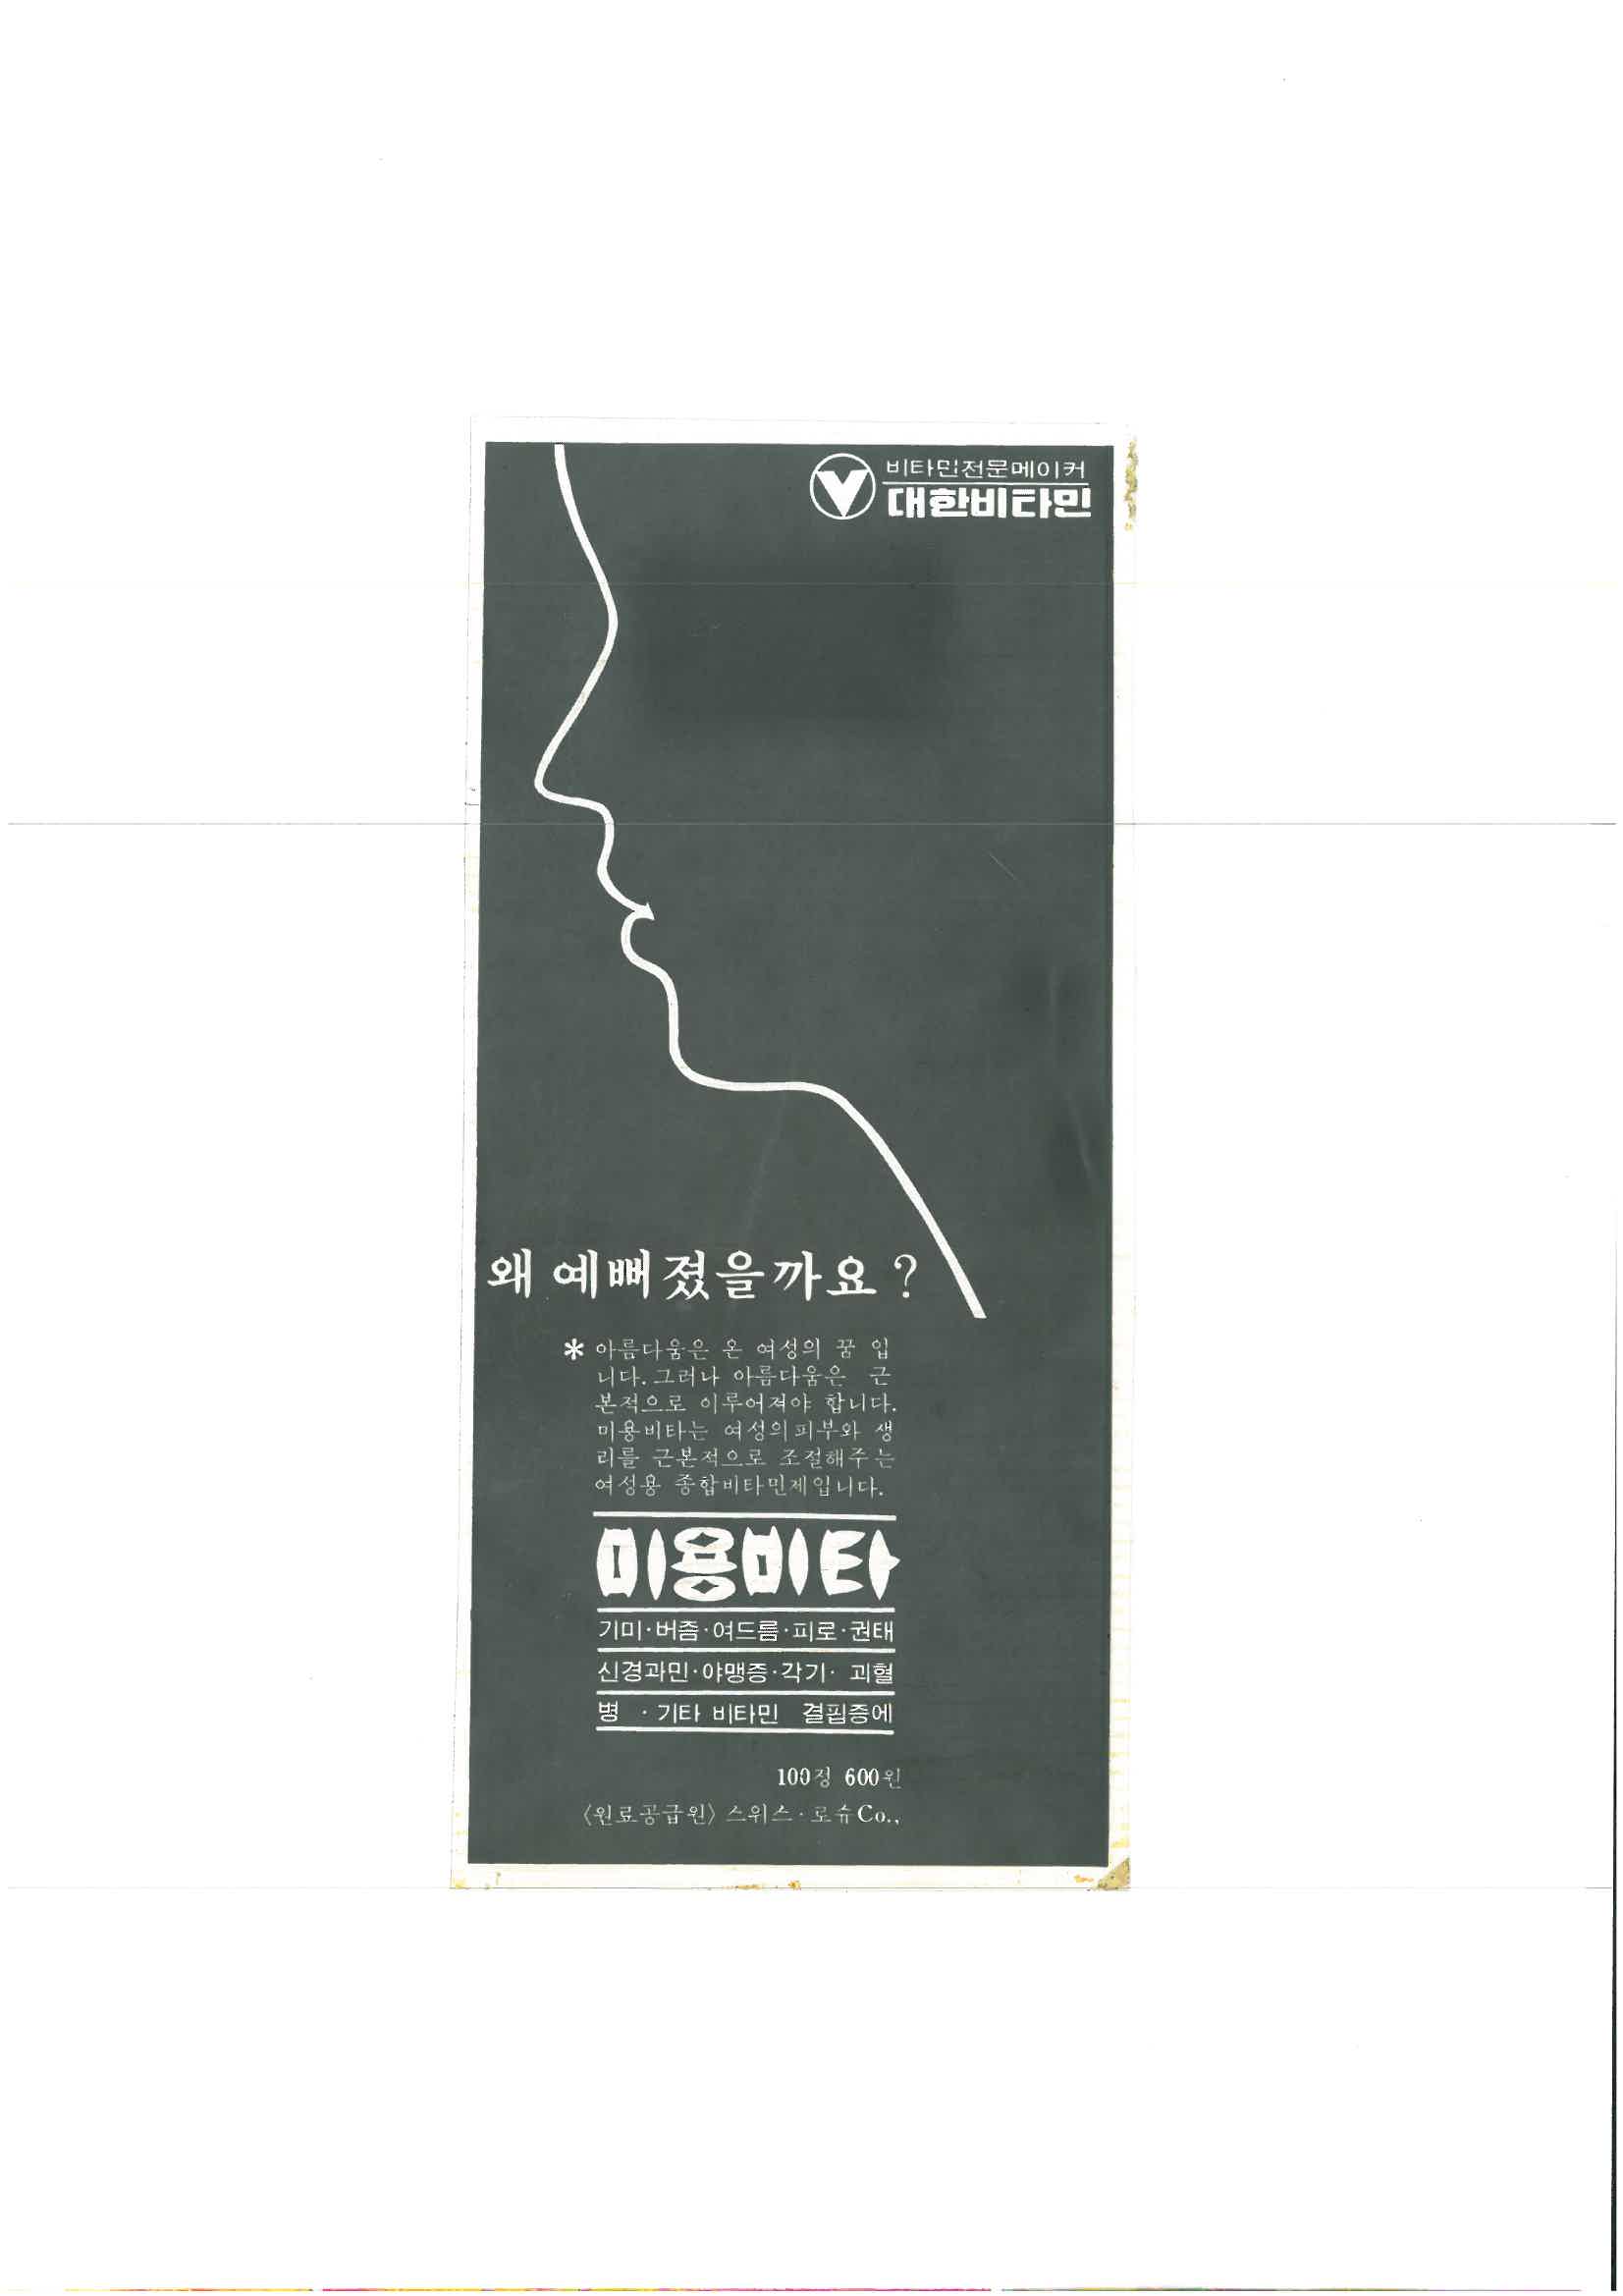 비타민전문메이커
대한비타민
왜 예뻐졌을까요?
* 아름다움은 온 여성의 꿈 입
니다. 그러나 아름다움은 근
본적으로 이루어져야 합니다.
미용비타는 여성의 피부와 생
리를 근본적으로 조절해주는
여성용 종합비타민제입니다.
미용비타
기미·버즘·여드름·피로·권태
신경과민·야맹증·각기· 괴혈
병 ·기타 비타민 결핍증에
100정 600원
〈원료공급원〉 스위스·로슈Co.,